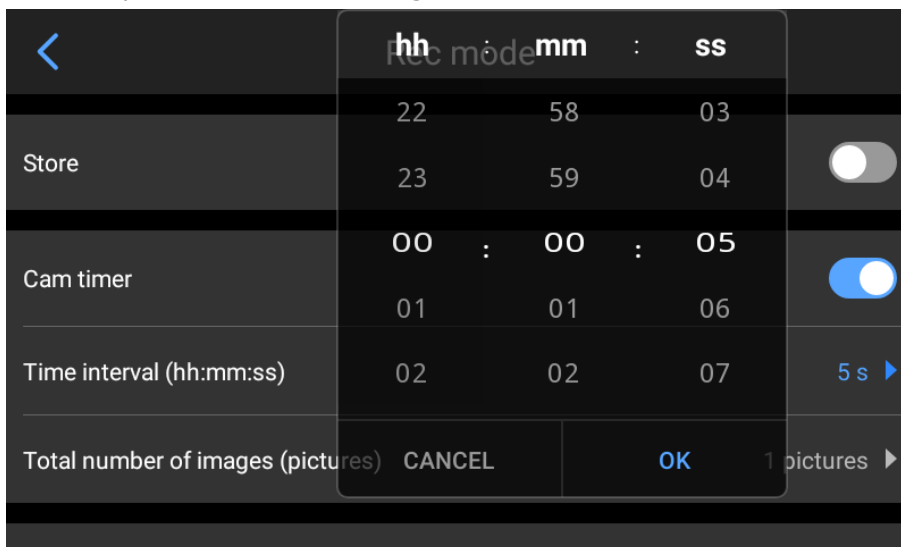 Rec mode
hh : mm : ss
22 58 03
Store
23 59 04
00 : 00 : 05
Cam timer
01 01 06
Time interval (hh:mm:ss) 02 02 07 5 s
Total number of images (pictures) 1 pictures
CANCEL OK